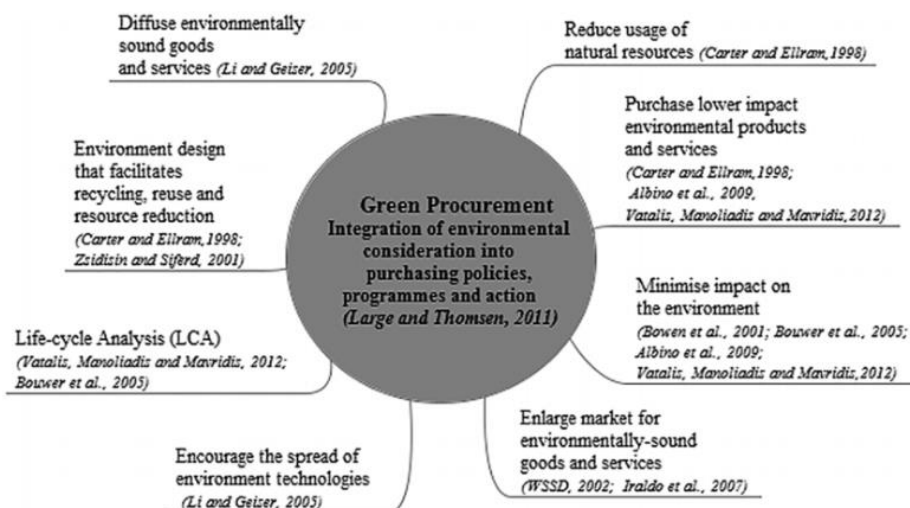 Diffuse environmentally
sound goods
and services (Li and Geizer, 2005)
Reduce usage of
natural resources (Carter and Ellram,1998)
Environment design
that facilitates
recycling, reuse and
resource reduction
(Carter and Ellram,1998;
Zsidisin and Siferd, 2001)
Purchase lower impact
environmental products
and services
(Carter and Ellram,1998;
Albino et al., 2009,
Vatalis, Manoliadis and Mavridis,2012)
Green Procurement
Integration of environmental
consideration into
purchasing policies,
programmes and action
(Large and Thomsen, 2011)
Minimise impact on
the environment
(Bowen et al., 2001; Bouwer et al., 2005;
Albino et al., 2009;
Vatalis, Manoliadis and Mavridis,2012)
Life-cycle Analysis (LCA)
(Vatalis, Manoliadis and Mavridis, 2012;
Bouwer et al., 2005)
Encourage the spread of
environment technologies
(Li and Geizer, 2005)
Enlarge market for
environmentally-sound
goods and services
(WSSD, 2002; Iraldo et al., 2007)